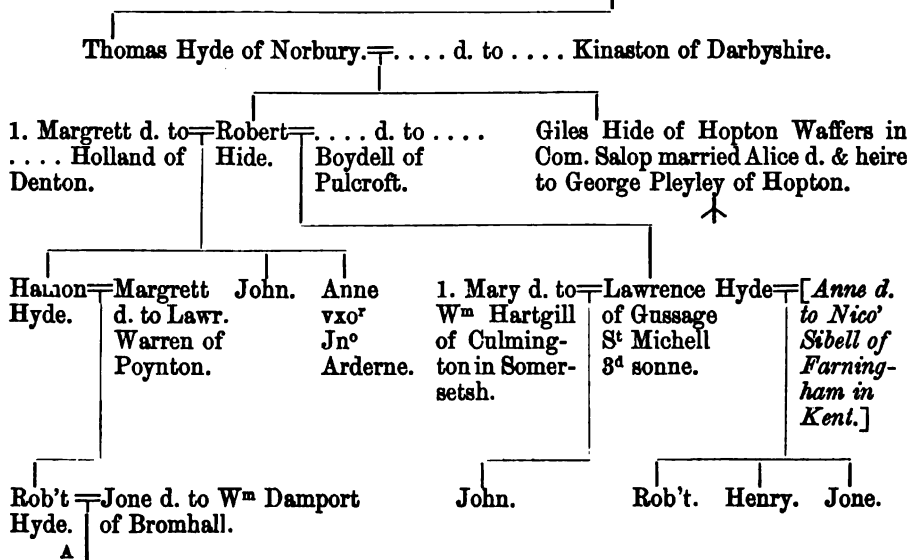 Thomas Hyde of Norbury.=. . . . d. to . . . . Kinaston of Darbyshire.
1. Margrett d. to=Robert=. . . . d. to . . . .
. . . . Holland of Hide. Boydell of
Denton. Pulcroft.
Giles Hide of Hopton Waffers in
Com. Salop married Alice d. & heire
to George Pleyley of Hopton.
Hamon=Margrett
Hyde. d. to Lawr.
Warren of
Poynton.
John.
Anne
vxoʳ
Jnᵒ
Arderne.
1. Mary d. to=Lawrence Hyde=[Anne d.
Wᵐ Hartgill of Gussage to Nico'
of Culming- Sᵗ Michell Sibell of
ton in Somer- 3ᵈ sonne. Farning-
setsh. ham in
Kent.]
Rob't=Jone d. to Wᵐ Damport
Hyde. of Bromhall.
A
John.
Rob't. Henry. Jone.